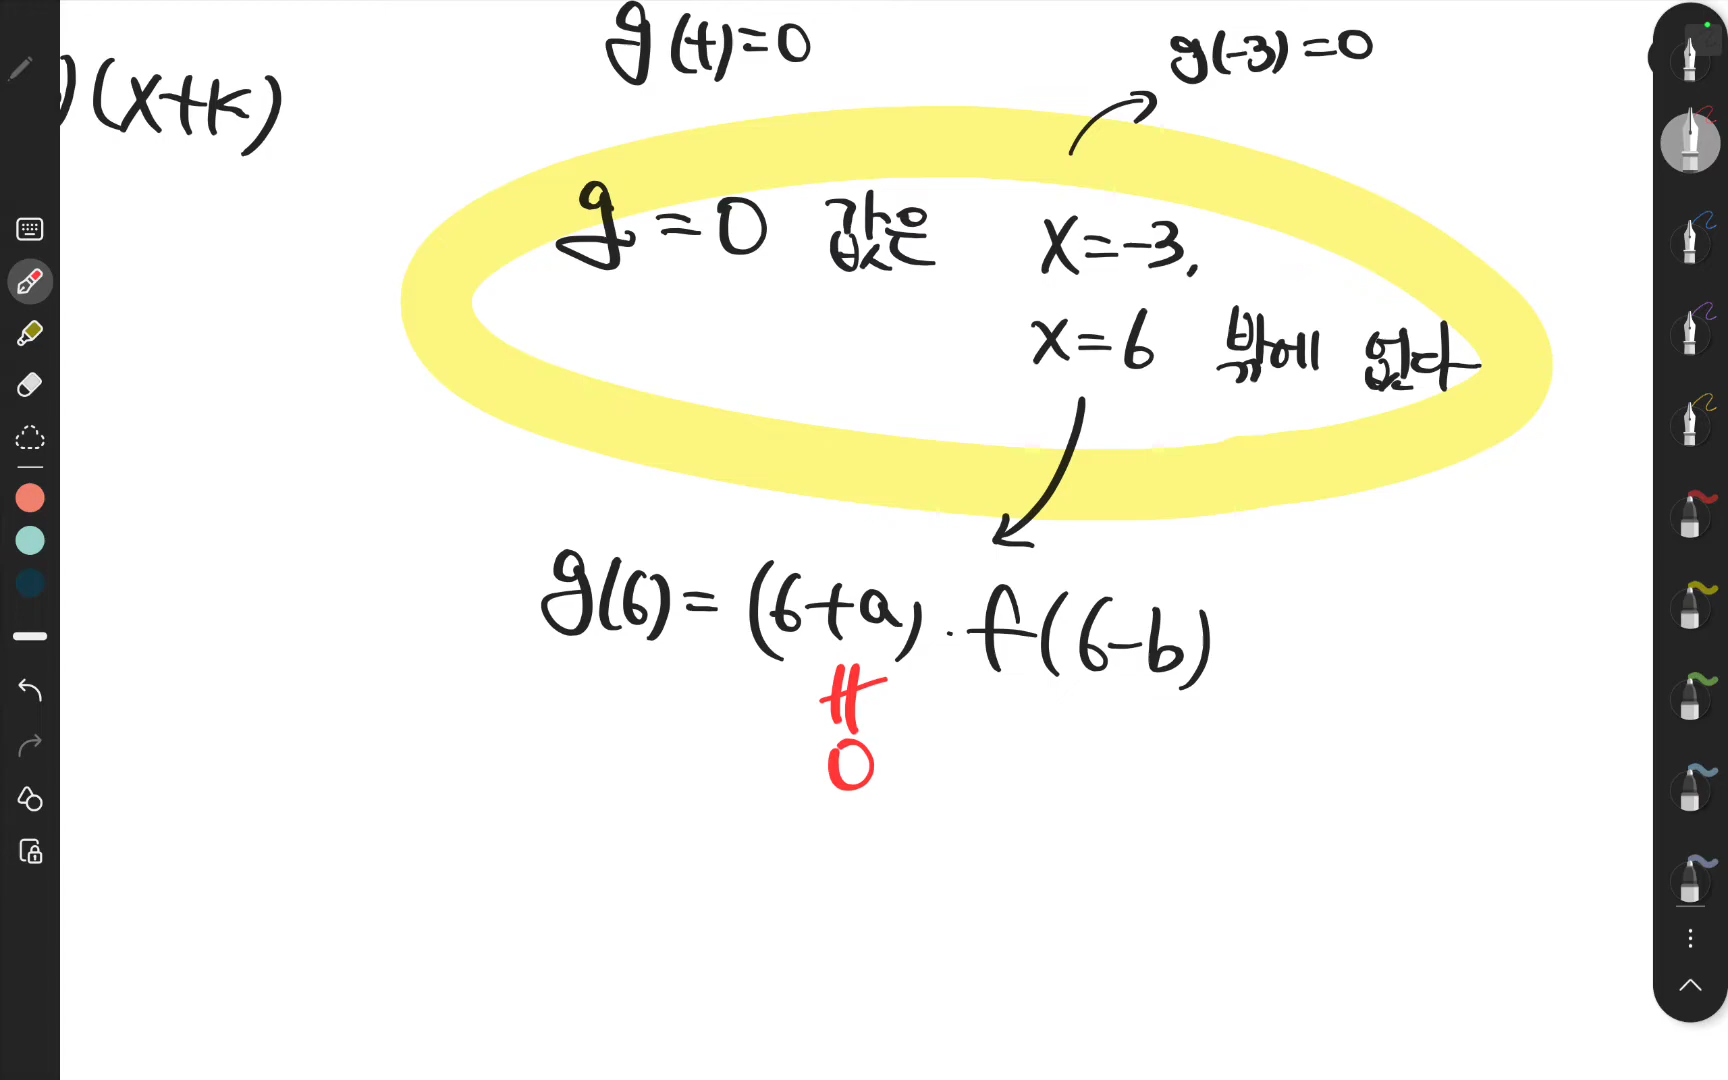 g(t)=0
g(-3)=0
)(x+k)
g=0 값은 x=-3,
x=6 밖에 없다
g(6)=(6+a)·f(6-b)
≠
0